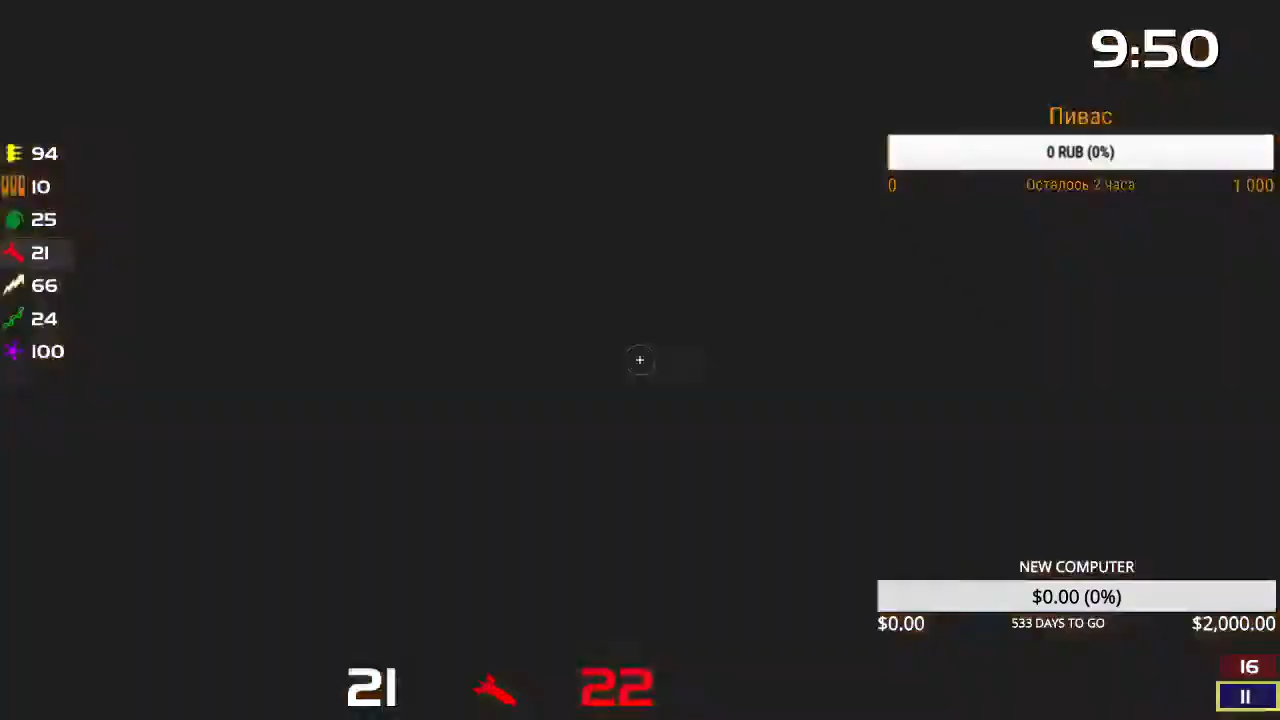 9:50
Пивас
0 RUB (0%)
0 Осталось 2 часа 1 000
94
10
25
21
66
24
100
NEW COMPUTER
$0.00 (0%)
$0.00 533 DAYS TO GO $2,000.00
16
11
21 22